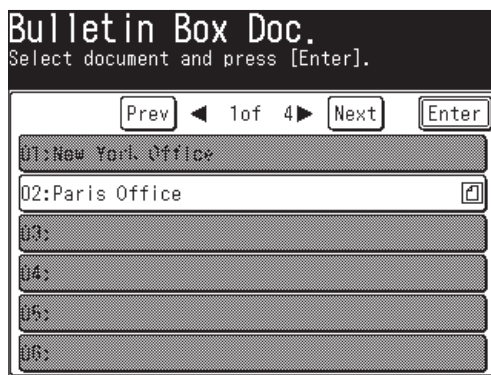 Bulletin Box Doc.
Select document and press [Enter].
Prev ◀ 1of 4▶ Next Enter
01:New York Office
02:Paris Office
03:
04:
05:
06: